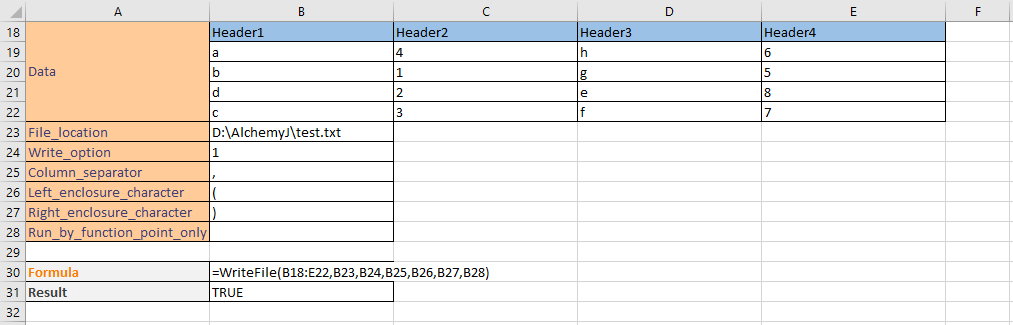 A B C D E F
18 Header1 Header2 Header3 Header4
19 a 4 h 6
20 Data b 1 g 5
21 d 2 e 8
22 c 3 f 7
23 File_location D:\AlchemyJ\test.txt
24 Write_option 1
25 Column_separator ,
26 Left_enclosure_character (
27 Right_enclosure_character )
28 Run_by_function_point_only
29
30 Formula =WriteFile(B18:E22,B23,B24,B25,B26,B27,B28)
31 Result TRUE
32